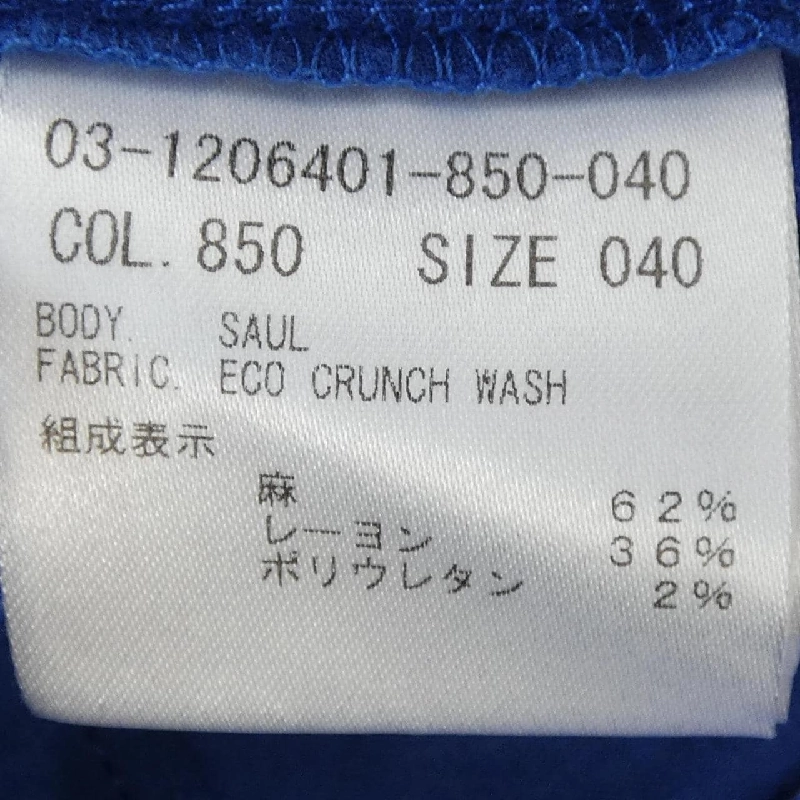 03-1206401-850-040
COL. 850 SIZE 040
BODY. SAUL
FABRIC. ECO CRUNCH WASH
組成表示
麻 62%
レーヨン 36%
ポリウレタン 2%